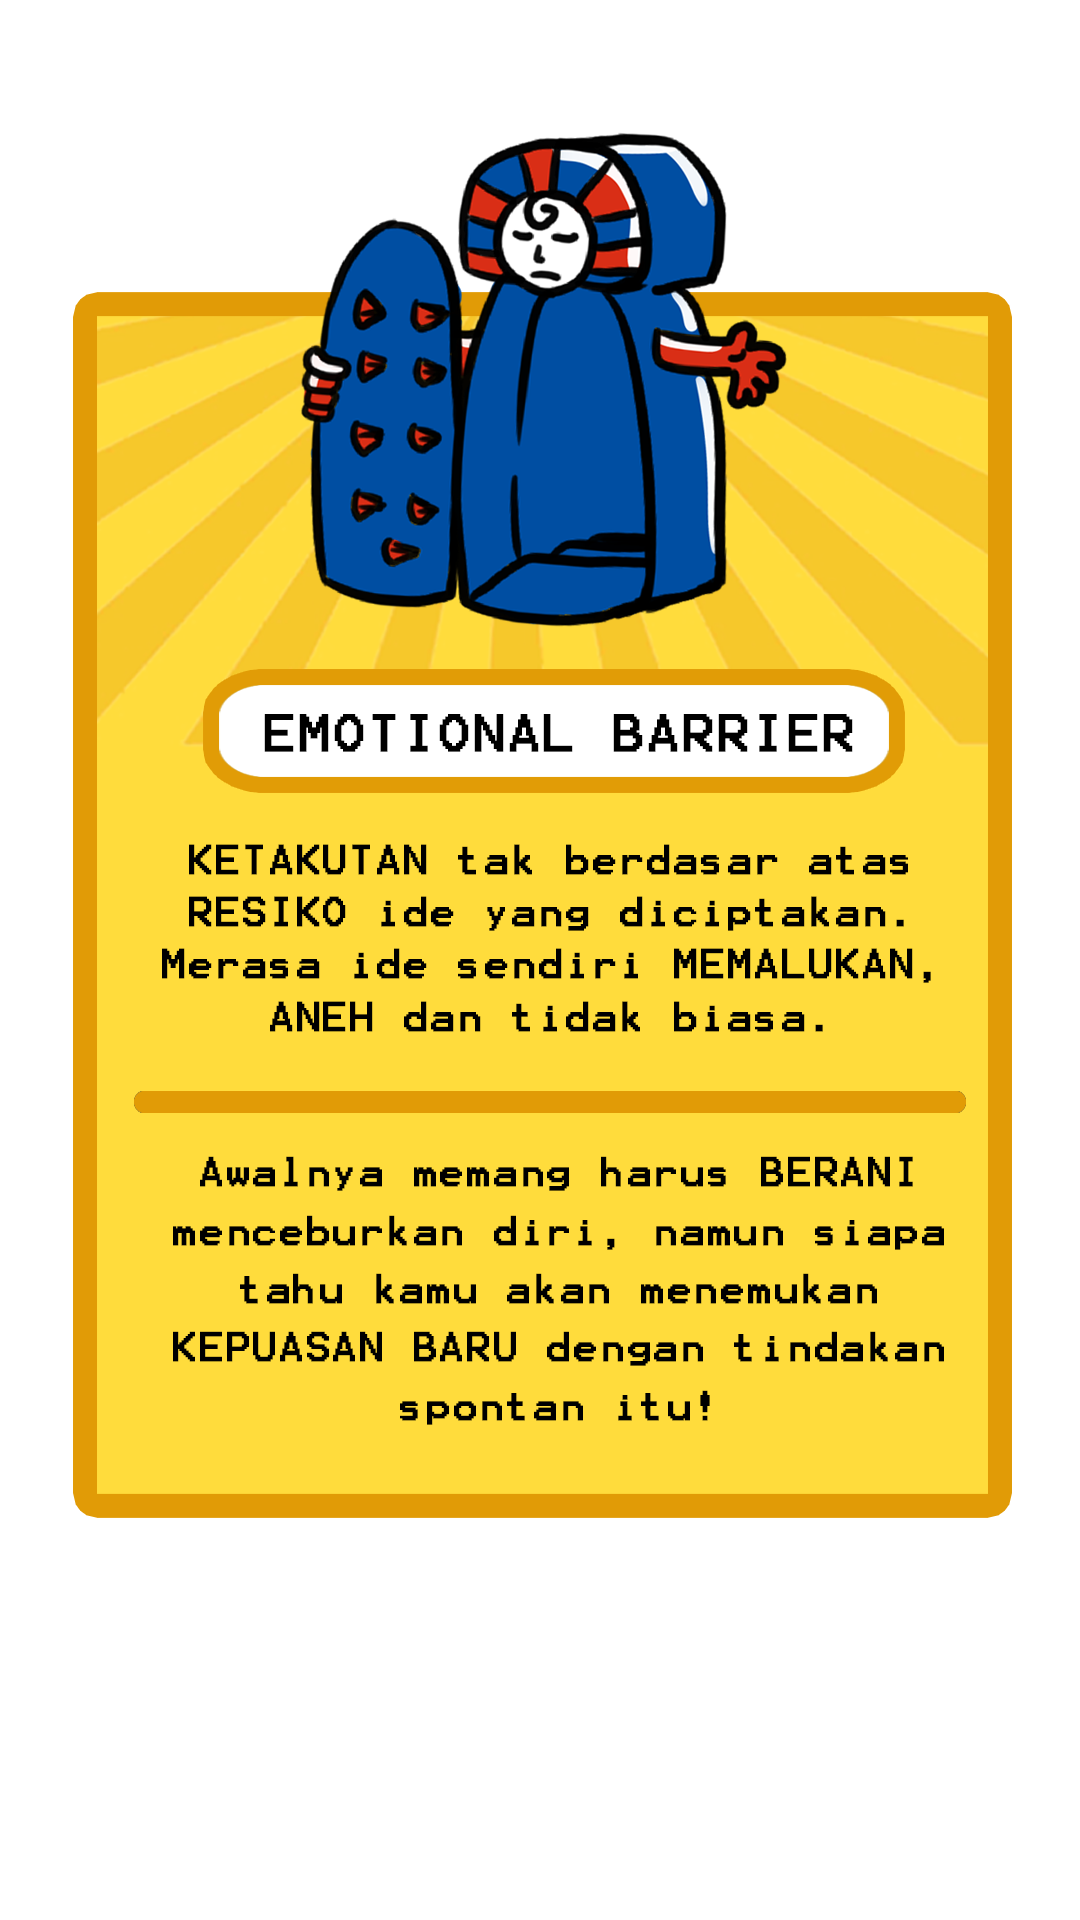 EMOTIONAL BARRIER
KETAKUTAN tak berdasar atas
RESIKO ide yang diciptakan.
Merasa ide sendiri MEMALUKAN,
ANEH dan tidak biasa.
Awalnya memang harus BERANI
menceburkan diri, namun siapa
tahu kamu akan menemukan
KEPUASAN BARU dengan tindakan
spontan itu!